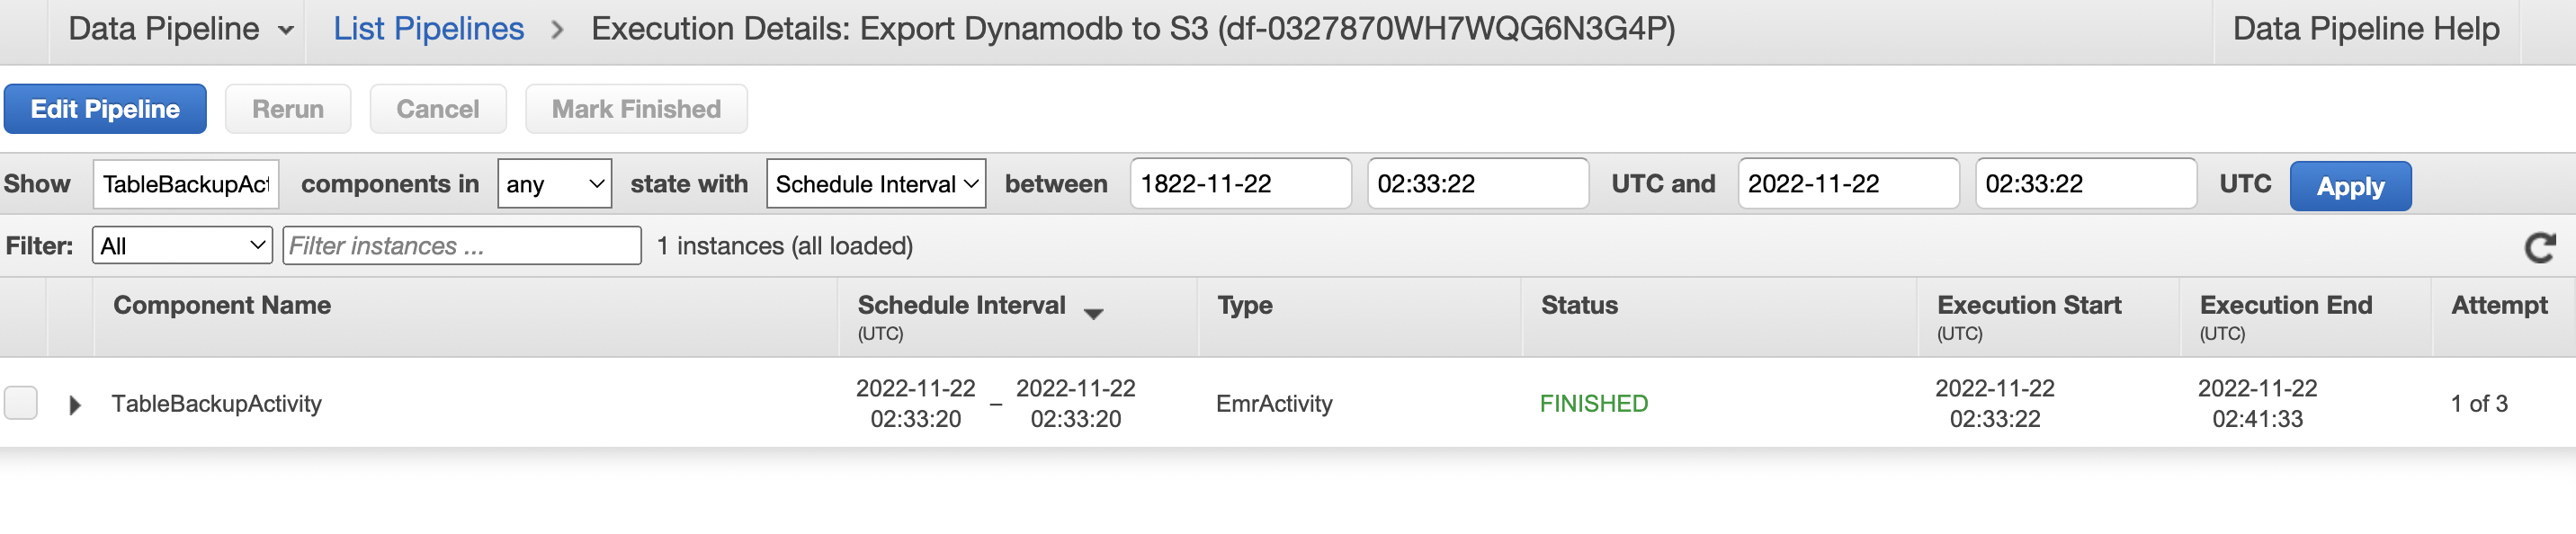 Data Pipeline List Pipelines > Execution Details: Export Dynamodb to S3 (df-0327870WH7WQG6N3G4P) Data Pipeline Help
Edit Pipeline Rerun Cancel Mark Finished
Show TableBackupAct components in any state with Schedule Interval between 1822-11-22 02:33:22 UTC and 2022-11-22 02:33:22 UTC Apply
Filter: All Filter instances ... 1 instances (all loaded)
Component Name Schedule Interval Type Status Execution Start Execution End Attempt
(UTC) (UTC) (UTC)
TableBackupActivity 2022-11-22 02:33:20 – 2022-11-22 02:33:20 EmrActivity FINISHED 2022-11-22 02:33:22 2022-11-22 02:41:33 1 of 3